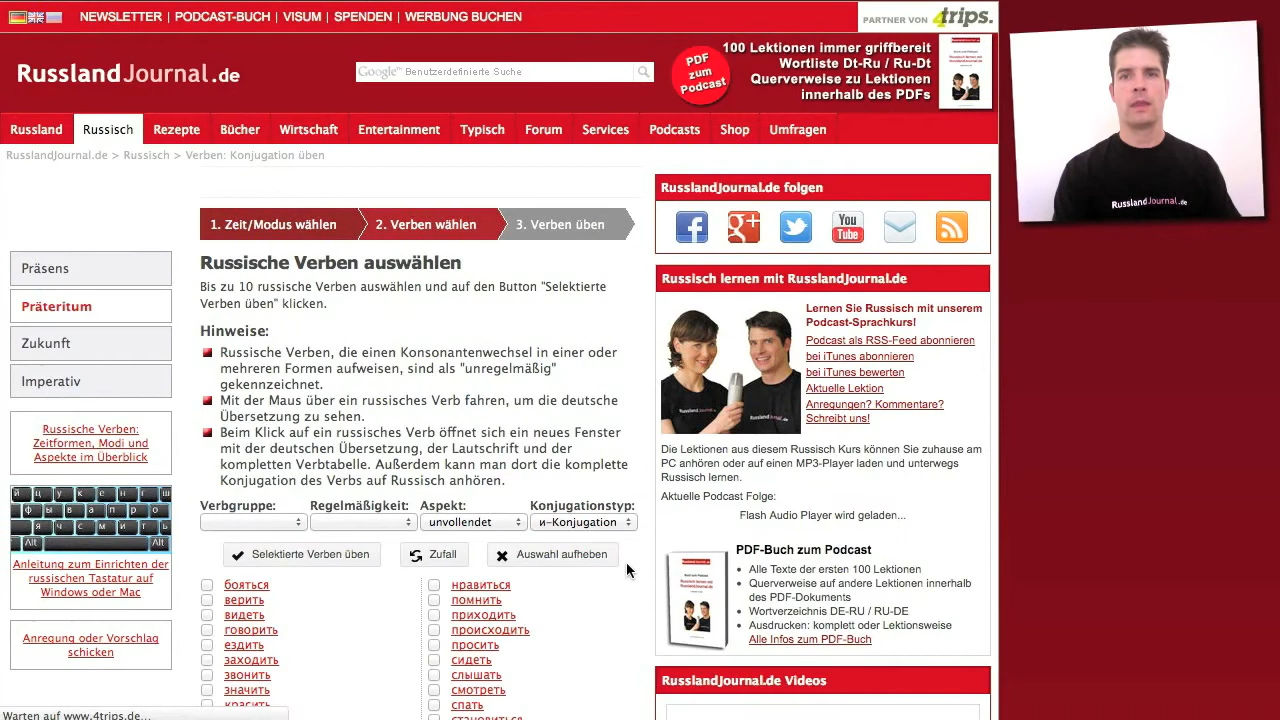 NEWSLETTER | PODCAST-BUCH | VISUM | SPENDEN | WERBUNG BUCHEN
PARTNER VON 4trips.
RusslandJournal.de
Google™ Benutzerdefinierte Suche
PDF
zum
Podcast
100 Lektionen immer griffbereit
Wortliste Dt-Ru / Ru-Dt
Querverweise zu Lektionen
innerhalb des PDFs
Russland Russisch Rezepte Bücher Wirtschaft Entertainment Typisch Forum Services Podcasts Shop Umfragen
RusslandJournal.de > Russisch > Verben: Konjugation üben
1. Zeit/Modus wählen 2. Verben wählen 3. Verben üben
Präsens
Präteritum
Zukunft
Imperativ
Russische Verben:
Zeitformen, Modi und
Aspekte im Überblick
Alt Alt
Anleitung zum Einrichten der
russischen Tastatur auf
Windows oder Mac
Anregung oder Vorschlag
schicken
Russische Verben auswählen
Bis zu 10 russische Verben auswählen und auf den Button "Selektierte
Verben üben" klicken.
Hinweise:
Russische Verben, die einen Konsonantenwechsel in einer oder
mehreren Formen aufweisen, sind als "unregelmäßig"
gekennzeichnet.
Mit der Maus über ein russisches Verb fahren, um die deutsche
Übersetzung zu sehen.
Beim Klick auf ein russisches Verb öffnet sich ein neues Fenster
mit der deutschen Übersetzung, der Lautschrift und der
kompletten Verbtabelle. Außerdem kann man dort die komplette
Konjugation des Verbs auf Russisch anhören.
Verbgruppe: Regelmäßigkeit: Aspekt: Konjugationstyp:
unvollendet и-Konjugation
Selektierte Verben üben Zufall Auswahl aufheben
бояться
верить
видеть
говорить
ездить
заходить
звонить
значить
красить
нравиться
помнить
приходить
происходить
просить
сидеть
слышать
смотреть
спать
становиться
RusslandJournal.de folgen
You
Tube
Russisch lernen mit RusslandJournal.de
Lernen Sie Russisch mit unserem
Podcast-Sprachkurs!
Podcast als RSS-Feed abonnieren
bei iTunes abonnieren
bei iTunes bewerten
Aktuelle Lektion
Anregungen? Kommentare?
Schreibt uns!
Die Lektionen aus diesem Russisch Kurs können Sie zuhause am
PC anhören oder auf einen MP3-Player laden und unterwegs
Russisch lernen.
Aktuelle Podcast Folge:
Flash Audio Player wird geladen...
PDF-Buch zum Podcast
Alle Texte der ersten 100 Lektionen
Querverweise auf andere Lektionen innerhalb
des PDF-Dokuments
Wortverzeichnis DE-RU / RU-DE
Ausdrucken: komplett oder Lektionsweise
Alle Infos zum PDF-Buch
RusslandJournal.de Videos
Warten auf www.4trips.de...
RusslandJournal.de